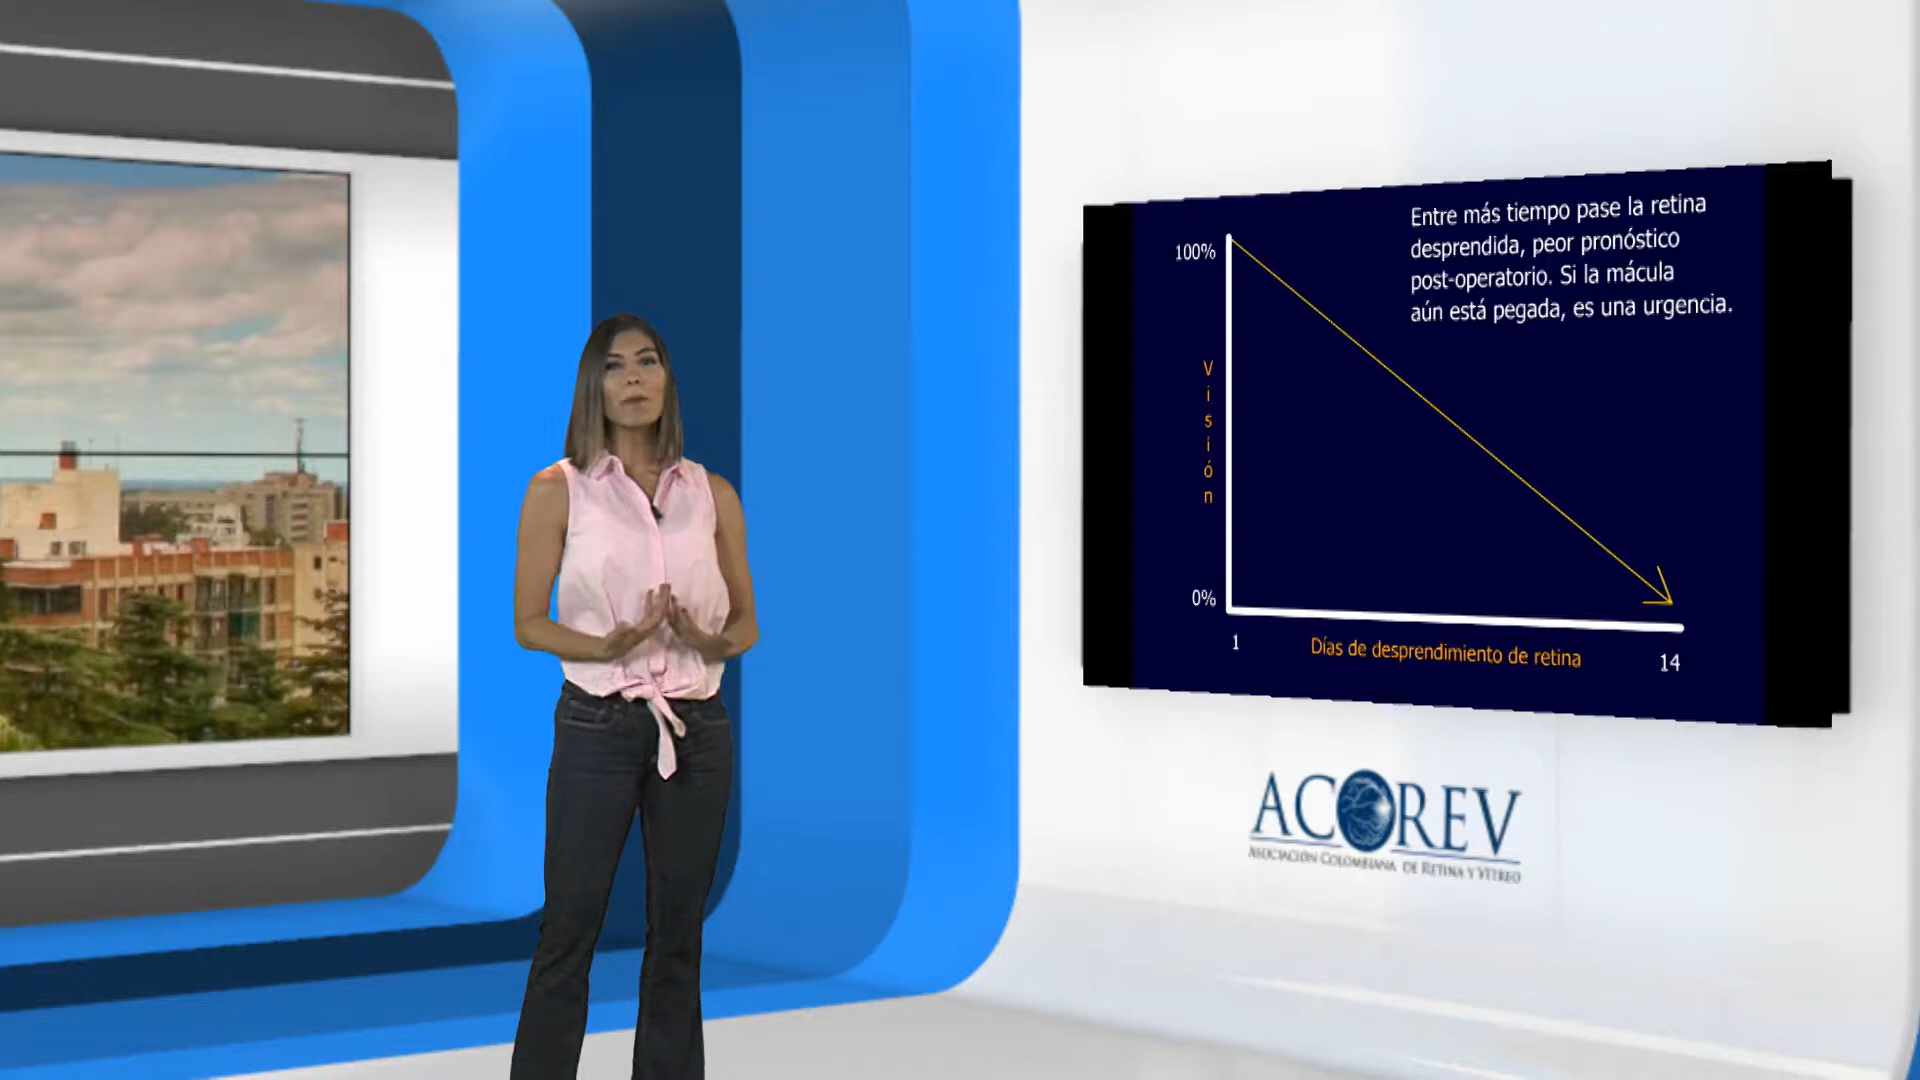 Entre más tiempo pase la retina
desprendida, peor pronóstico
post-operatorio. Si la mácula
aún está pegada, es una urgencia.
100%
Visión
0%
1
Días de desprendimiento de retina
14
ACOREV
ASOCIACIÓN COLOMBIANA DE RETINA Y VÍTREO